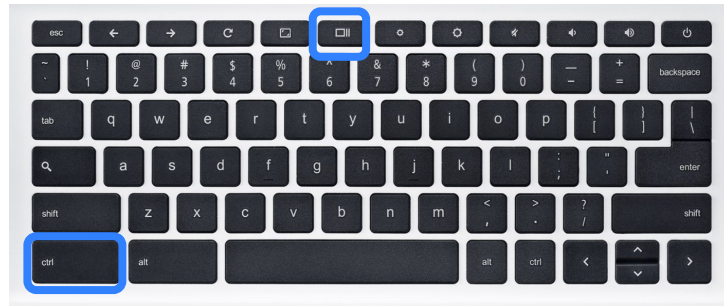 esc
~ ! @ # $ % ^ & * ( ) — +
` 1 2 3 4 5 6 7 8 9 0 - = backspace
tab q w e r t y u i o p { [ } ] | \
a s d f g h j k l : ; " ' enter
shift z x c v b n m < , > . ? / shift
ctrl alt alt ctrl